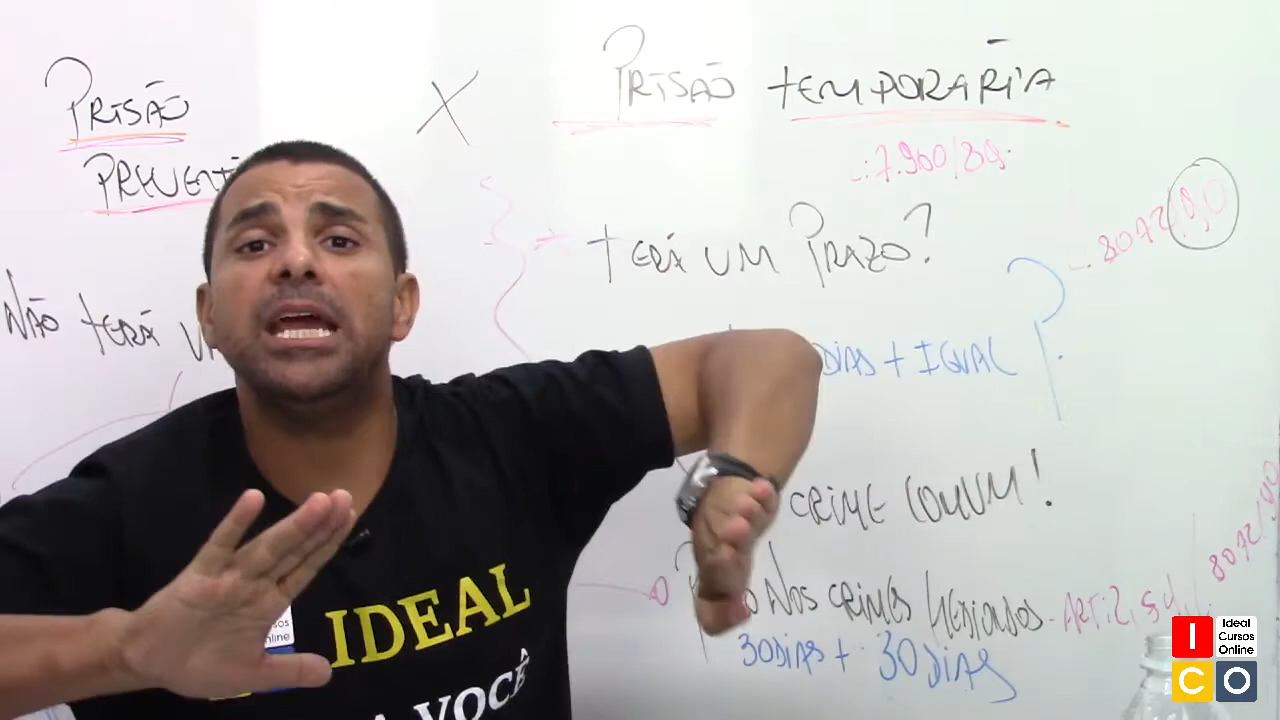 PRISÃO
PREVENTI
X
PRISÃO TEMPORÁRIA
7.960/89
8072/90
TERÁ UM PRAZO?
NÃO TERÁ
DIAS + IGUAL
CRIME COMUM!
NOS CRIMES HEDIONDOS - ART: 2, § 4
8072/90
30 DIAS + 30 DIAS
IDEAL
A VOCÊ
Ideal
Cursos
Online
I
C O